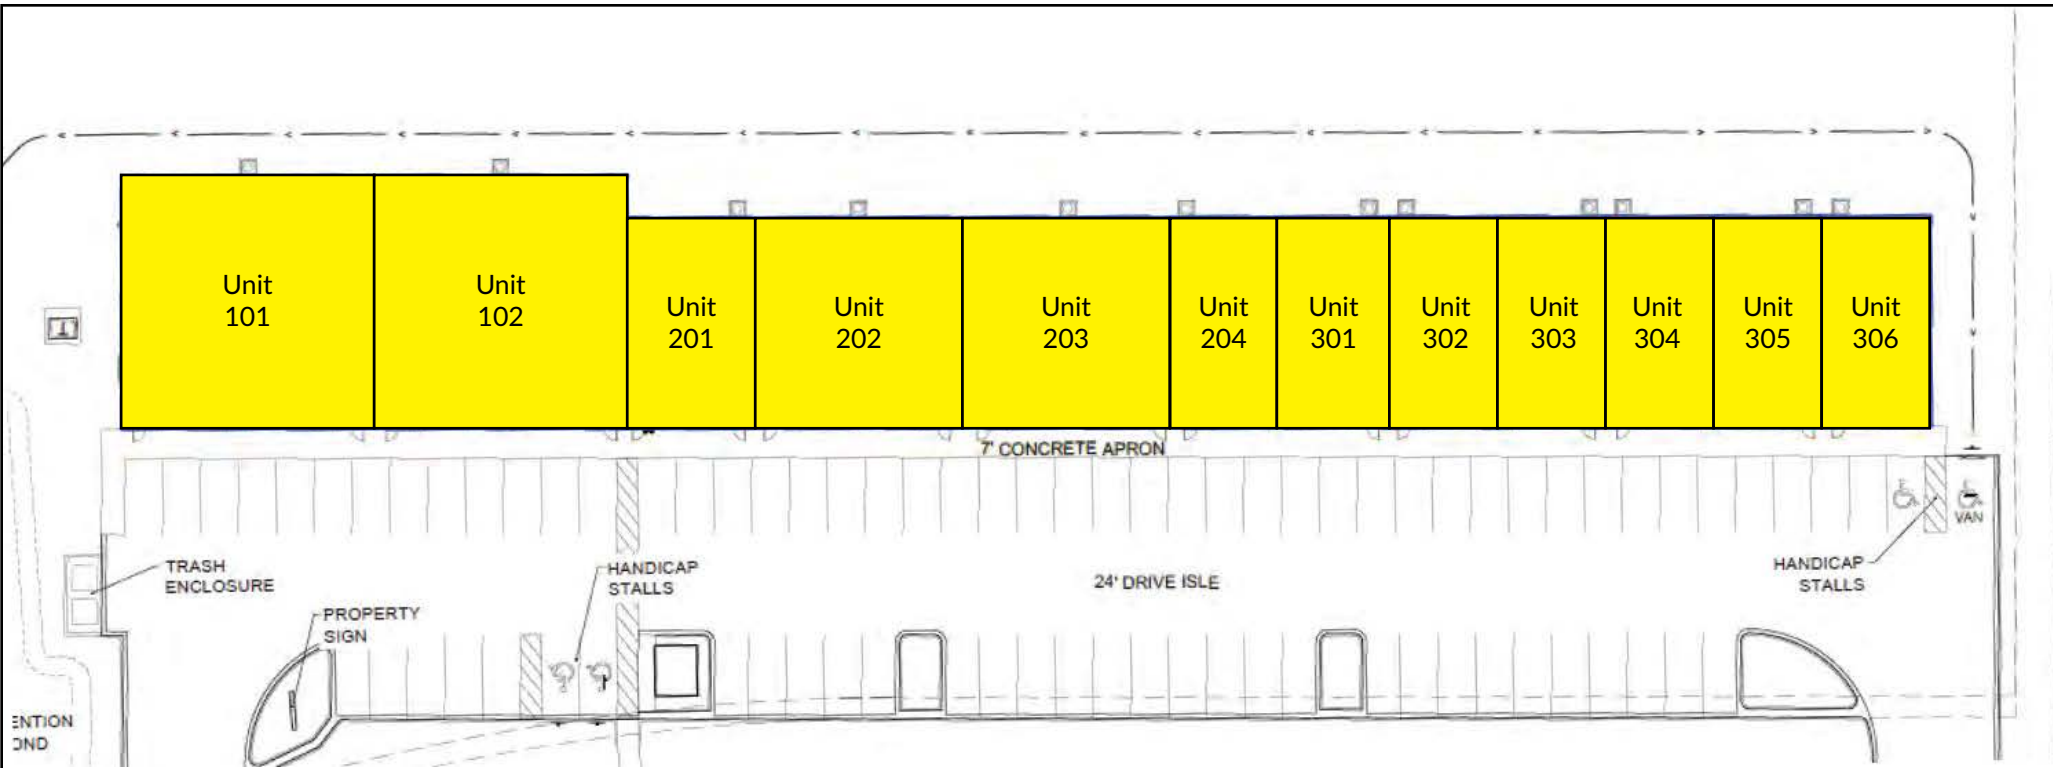 Unit
101
Unit
102
Unit
201
Unit
202
Unit
203
Unit
204
Unit
301
Unit
302
Unit
303
Unit
304
Unit
305
Unit
306
7' CONCRETE APRON
VAN
TRASH
ENCLOSURE
HANDICAP
STALLS
24' DRIVE ISLE
HANDICAP
STALLS
PROPERTY
SIGN
ENTION
OND